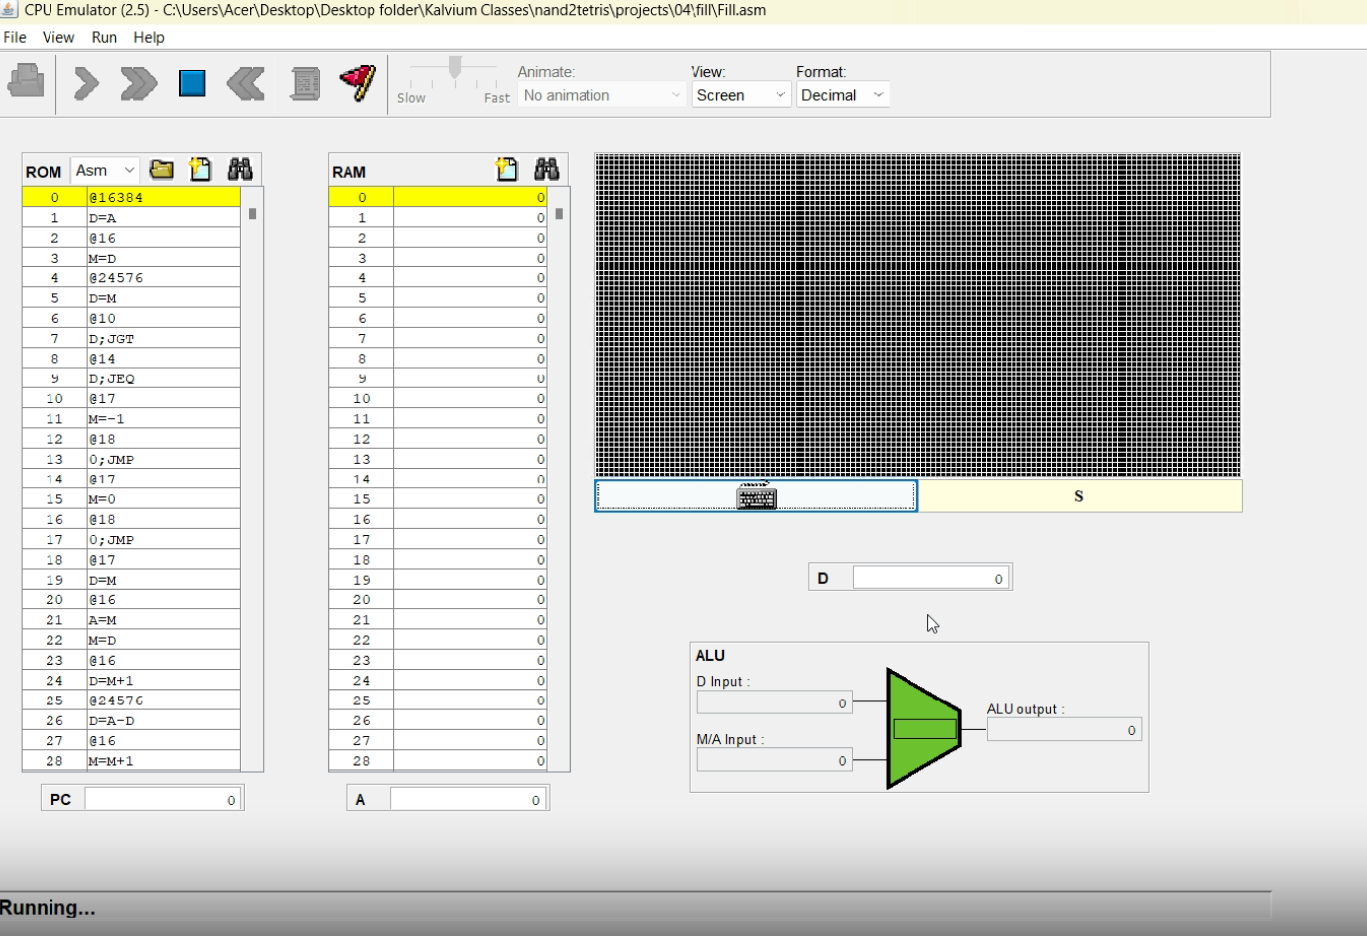 CPU Emulator (2.5) - C:\Users\Acer\Desktop\Desktop folder\Kalvium Classes\nand2tetris\projects\04\fill\Fill.asm
File View Run Help
Slow Fast
Animate:
No animation
View:
Screen
Format:
Decimal
ROM Asm
0 @16384
1 D=A
2 @16
3 M=D
4 @24576
5 D=M
6 @10
7 D;JGT
8 @14
9 D;JEQ
10 @17
11 M=-1
12 @18
13 0;JMP
14 @17
15 M=0
16 @18
17 0;JMP
18 @17
19 D=M
20 @16
21 A=M
22 M=D
23 @16
24 D=M+1
25 @24576
26 D=A-D
27 @16
28 M=M+1
PC 0
RAM
0 0
1 0
2 0
3 0
4 0
5 0
6 0
7 0
8 0
9 0
10 0
11 0
12 0
13 0
14 0
15 0
16 0
17 0
18 0
19 0
20 0
21 0
22 0
23 0
24 0
25 0
26 0
27 0
28 0
A 0
S
D 0
ALU
D Input :
0
M/A Input :
0
ALU output :
0
Running...